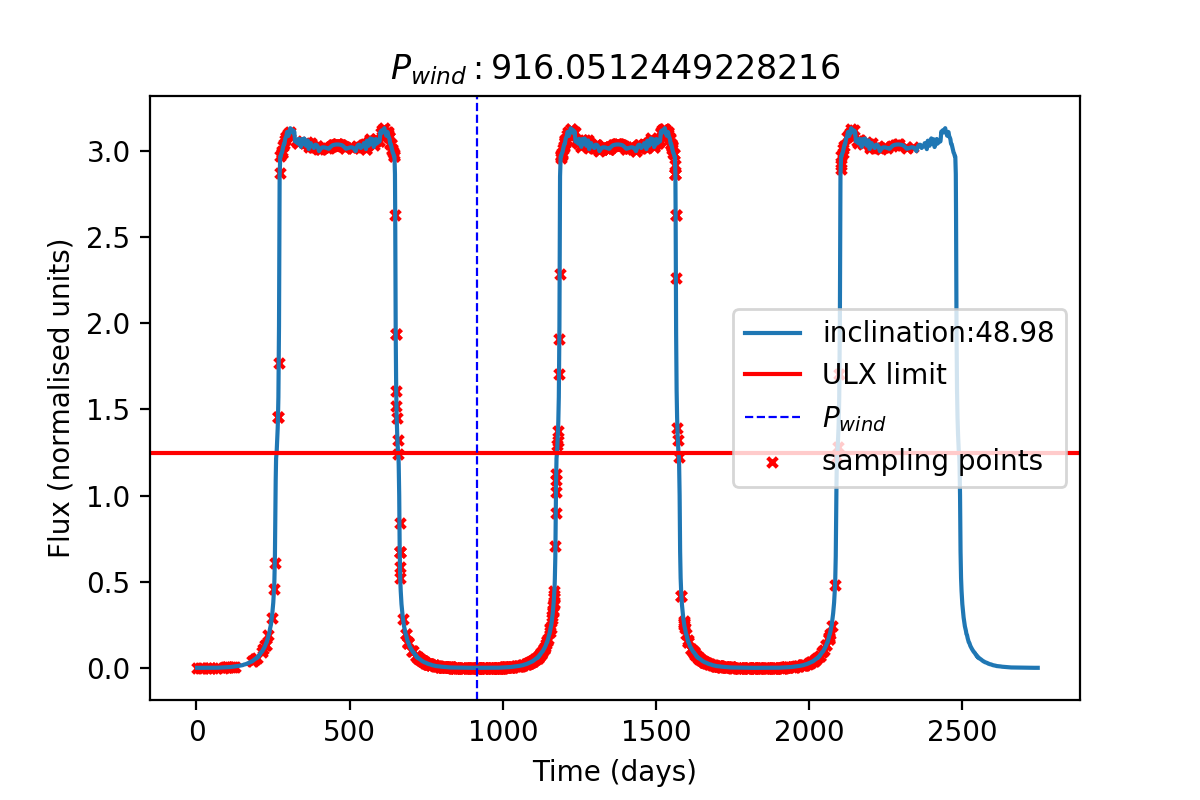 P_wind : 916.0512449228216
Flux (normalised units)
3.0
2.5
2.0
1.5
1.0
0.5
0.0
inclination:48.98
ULX limit
P_wind
sampling points
0
500
1000
1500
2000
2500
Time (days)